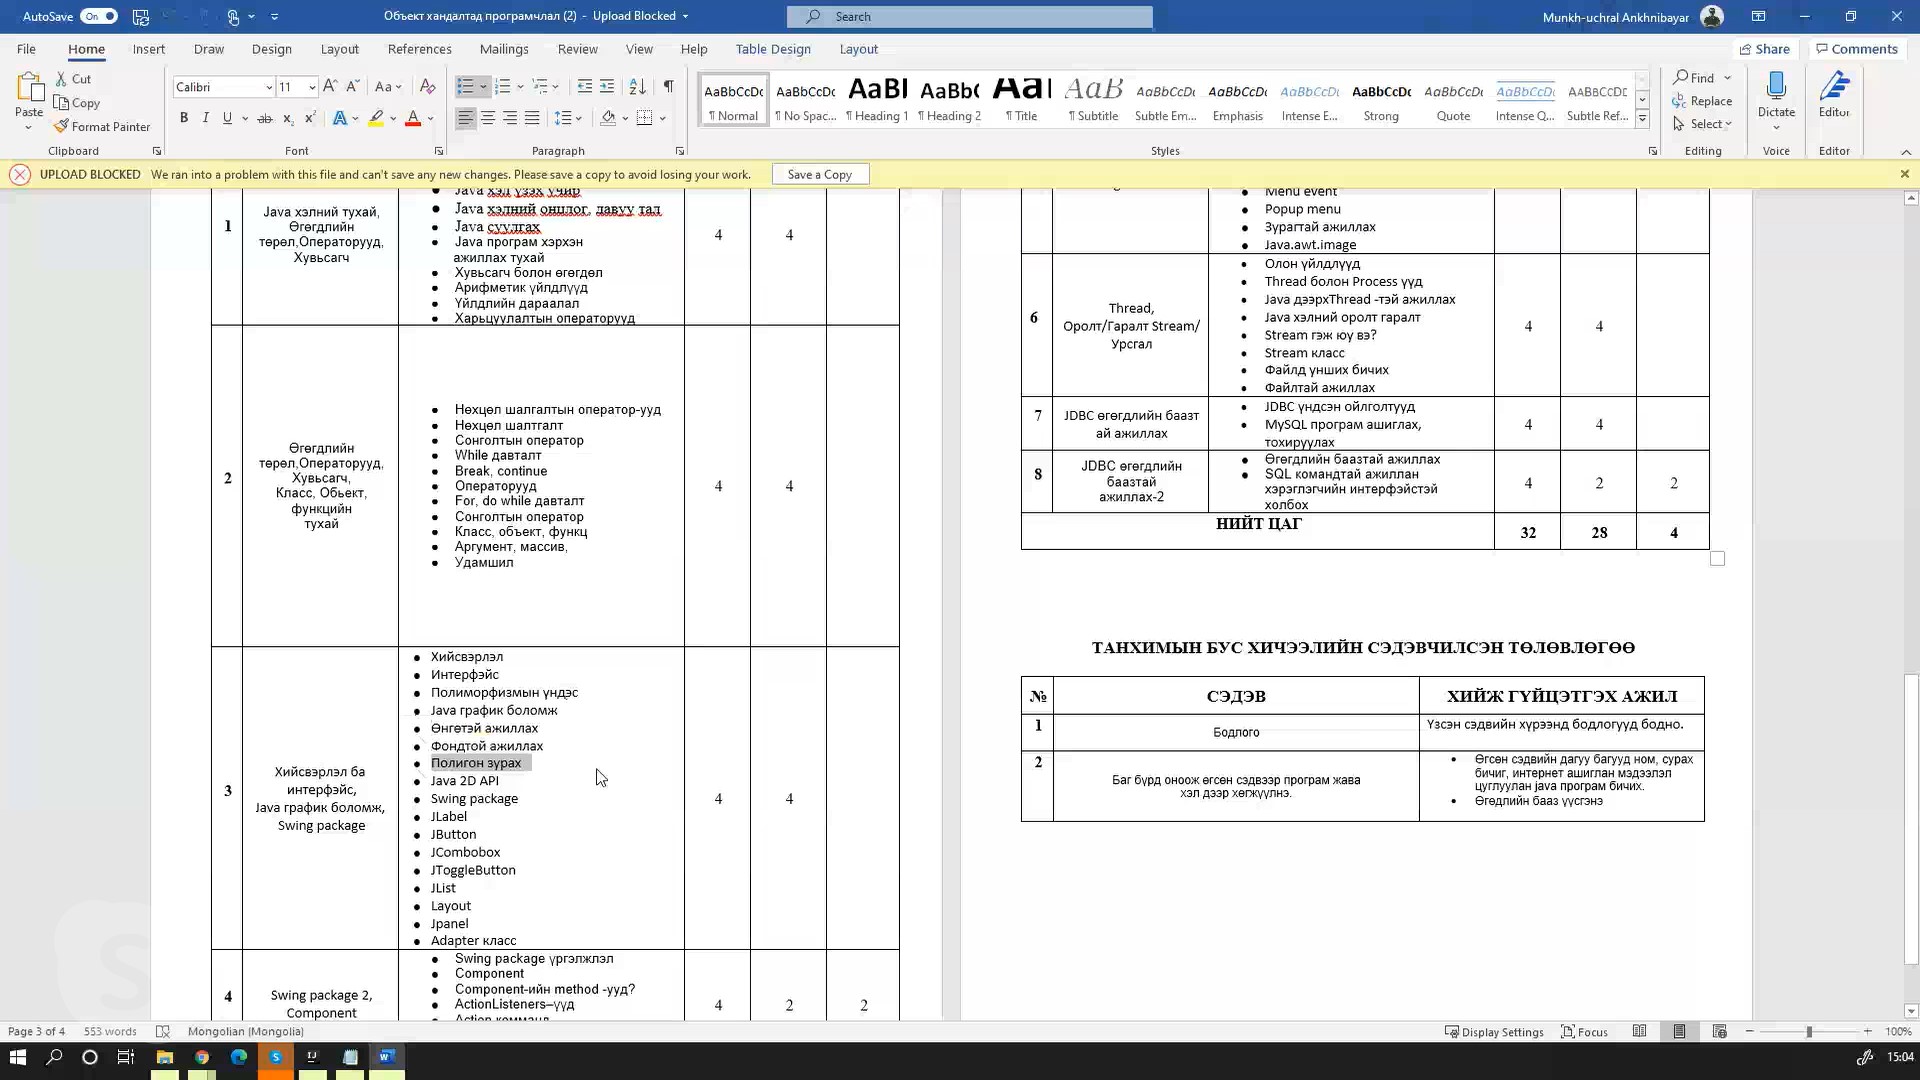 AutoSave On Объект хандалтад програмчлал (2) - Upload Blocked Search Munkh-uchral Ankhnibayar
File Home Insert Draw Design Layout References Mailings Review View Help Table Design Layout Share Comments
Paste
Cut
Copy
Format Painter
Clipboard
Calibri 11
Font
Paragraph
AaBbCcDc AaBbCcDc AaBl AaBbC AaI AaB AaBbCcDc AaBbCcDc AaBbCcDc AaBbCcDc AaBbCcDc AaBbCcDc AaBbCcDc
¶ Normal ¶ No Spac... ¶ Heading 1 ¶ Heading 2 ¶ Title ¶ Subtitle Subtle Em... Emphasis Intense E... Strong Quote Intense Q... Subtle Ref...
Styles
Find
Replace
Select
Editing
Dictate
Voice
Editor
Editor
UPLOAD BLOCKED We ran into a problem with this file and can't save any new changes. Please save a copy to avoid losing your work. Save a Copy
1
Java хэлний тухай,
Өгөгдлийн
төрөл,Операторууд,
Хувьсагч
Java хэл үзэх учир
Java хэлний онцлог, давуу тал
Java суулгах
Java програм хэрхэн
ажиллах тухай
Хувьсагч болон өгөгдөл
Арифметик үйлдлүүд
Үйлдлийн дараалал
Харьцуулалтын операторууд
4 4
2
Өгөгдлийн
төрөл,Операторууд,
Хувьсагч,
Класс, Обьект,
функцийн
тухай
Нөхцөл шалгалтын оператор-ууд
Нөхцөл шалтгалт
Сонголтын оператор
While давталт
Break, continue
Операторууд
For, do while давталт
Сонголтын оператор
Класс, объект, функц
Аргумент, массив,
Удамшил
4 4
3
Хийсвэрлэл ба
интерфэйс,
Java график боломж,
Swing package
Хийсвэрлэл
Интерфэйс
Полиморфизмын үндэс
Java график боломж
Өнгөтэй ажиллах
Фондтой ажиллах
Полигон зурах
Java 2D API
Swing package
JLabel
JButton
JCombobox
JToggleButton
JList
Layout
Jpanel
Adapter класс
4 4
4
Swing package 2,
Component
Swing package үргэлжлэл
Component
Component-ийн method -ууд?
ActionListeners–ууд
Action комманд
4 2 2
Menu event
Popup menu
Зурагтай ажиллах
Java.awt.image
6
Thread,
Оролт/Гаралт Stream/
Урсгал
Олон үйлдлүүд
Thread болон Process ууд
Java дээрхThread -тэй ажиллах
Java хэлний оролт гаралт
Stream гэж юу вэ?
Stream класс
Файлд унших бичих
Файлтай ажиллах
4 4
7
JDBC өгөгдлийн баазт
ай ажиллах
JDBC үндсэн ойлголтууд
MySQL програм ашиглах,
тохируулах
4 4
8
JDBC өгөгдлийн
баазтай
ажиллах-2
Өгөгдлийн баазтай ажиллах
SQL командтай ажиллан
хэрэглэгчийн интерфэйстэй
холбох
4 2 2
НИЙТ ЦАГ 32 28 4
ТАНХИМЫН БУС ХИЧЭЭЛИЙН СЭДЭВЧИЛСЭН ТӨЛӨВЛӨГӨӨ
№ СЭДЭВ ХИЙЖ ГҮЙЦЭТГЭХ АЖИЛ
1 Бодлого Үзсэн сэдвийн хүрээнд бодлогууд бодно.
2
Баг бүрд оноож өгсөн сэдвээр програм жава
хэл дээр хөгжүүлнэ.
Өгсөн сэдвийн дагуу багууд ном, сурах
бичиг, интернет ашиглан мэдээлэл
цуглуулан java програм бичих.
Өгөдлийн бааз үүсгэнэ
Page 3 of 4 553 words Mongolian (Mongolia) Display Settings Focus 100%
15:04